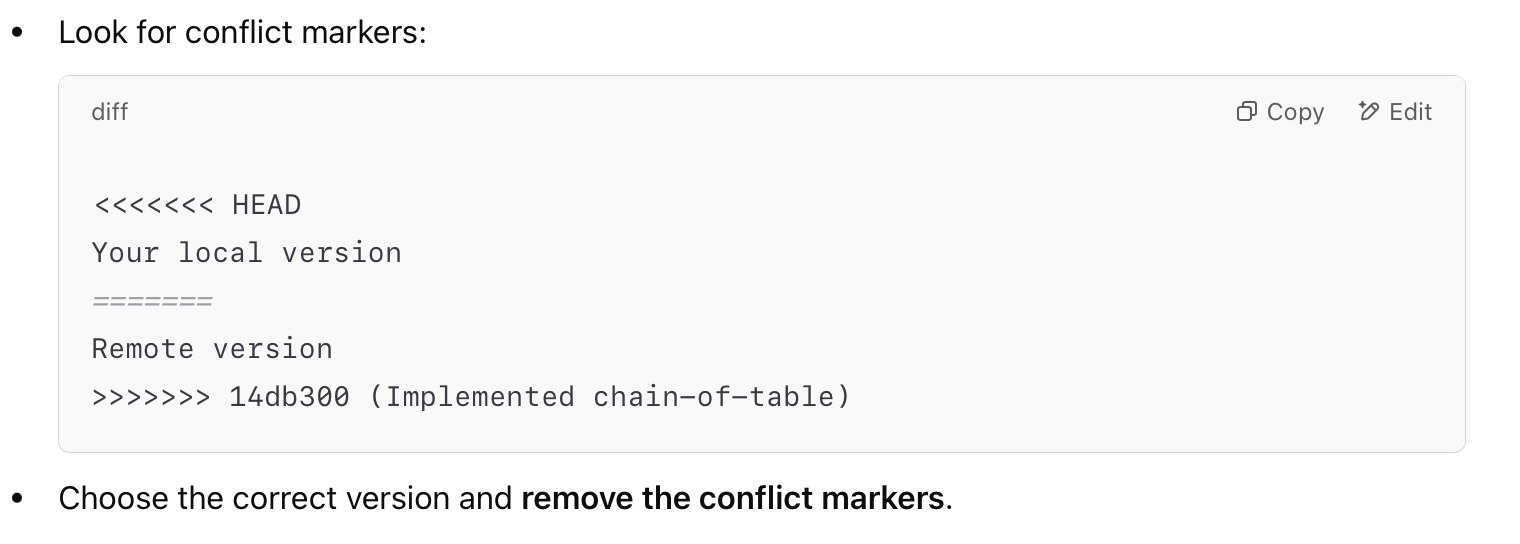 • Look for conflict markers:
diff Copy Edit
<<<<<<< HEAD
Your local version
=======
Remote version
>>>>>>> 14db300 (Implemented chain-of-table)
• Choose the correct version and remove the conflict markers.